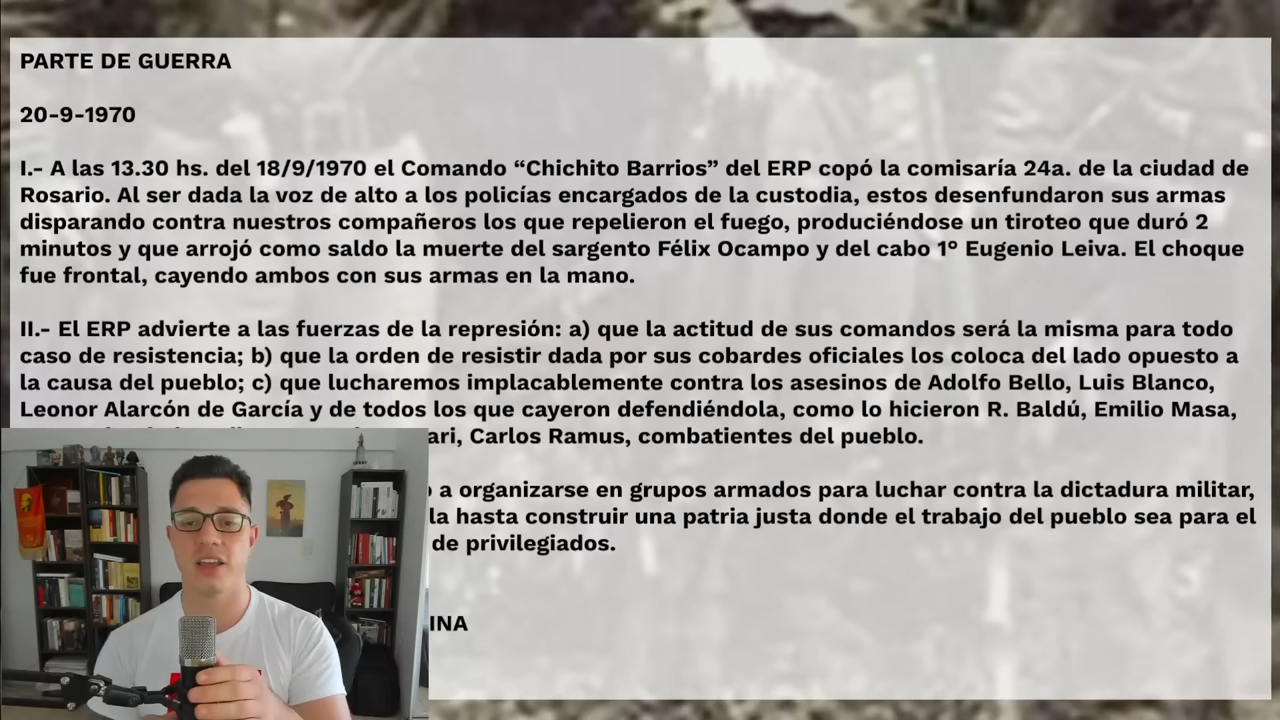 PARTE DE GUERRA
20-9-1970
I.- A las 13.30 hs. del 18/9/1970 el Comando “Chichito Barrios” del ERP copó la comisaría 24a. de la ciudad de
Rosario. Al ser dada la voz de alto a los policías encargados de la custodia, estos desenfundaron sus armas
disparando contra nuestros compañeros los que repelieron el fuego, produciéndose un tiroteo que duró 2
minutos y que arrojó como saldo la muerte del sargento Félix Ocampo y del cabo 1° Eugenio Leiva. El choque
fue frontal, cayendo ambos con sus armas en la mano.
II.- El ERP advierte a las fuerzas de la represión: a) que la actitud de sus comandos será la misma para todo
caso de resistencia; b) que la orden de resistir dada por sus cobardes oficiales los coloca del lado opuesto a
la causa del pueblo; c) que lucharemos implacablemente contra los asesinos de Adolfo Bello, Luis Blanco,
Leonor Alarcón de García y de todos los que cayeron defendiéndola, como lo hicieron R. Baldú, Emilio Masa,
ari, Carlos Ramus, combatientes del pueblo.
a organizarse en grupos armados para luchar contra la dictadura militar,
la hasta construir una patria justa donde el trabajo del pueblo sea para el
de privilegiados.
INA